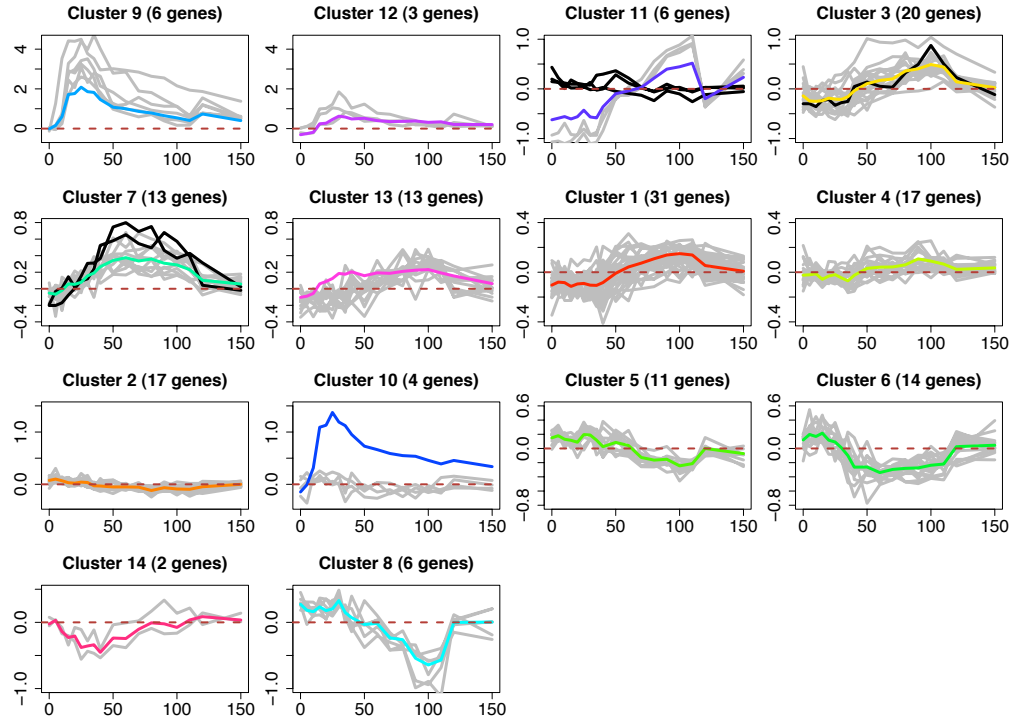 Cluster 9 (6 genes)
Cluster 12 (3 genes)
Cluster 11 (6 genes)
Cluster 3 (20 genes)
0 2 4
0 50 100 150
0 2 4
0 50 100 150
−1.0 0.0 1.0
0 50 100 150
−1.0 0.0 1.0
0 50 100 150
Cluster 7 (13 genes)
Cluster 13 (13 genes)
Cluster 1 (31 genes)
Cluster 4 (17 genes)
−0.4 0.2 0.8
0 50 100 150
−0.4 0.2 0.8
0 50 100 150
−0.4 0.0 0.4
0 50 100 150
−0.4 0.0 0.4
0 50 100 150
Cluster 2 (17 genes)
Cluster 10 (4 genes)
Cluster 5 (11 genes)
Cluster 6 (14 genes)
0.0 1.0
0 50 100 150
0.0 1.0
0 50 100 150
−0.8 0.0 0.6
0 50 100 150
−0.8 0.0 0.6
0 50 100 150
Cluster 14 (2 genes)
Cluster 8 (6 genes)
−1.0 0.0
0 50 100 150
−1.0 0.0
0 50 100 150